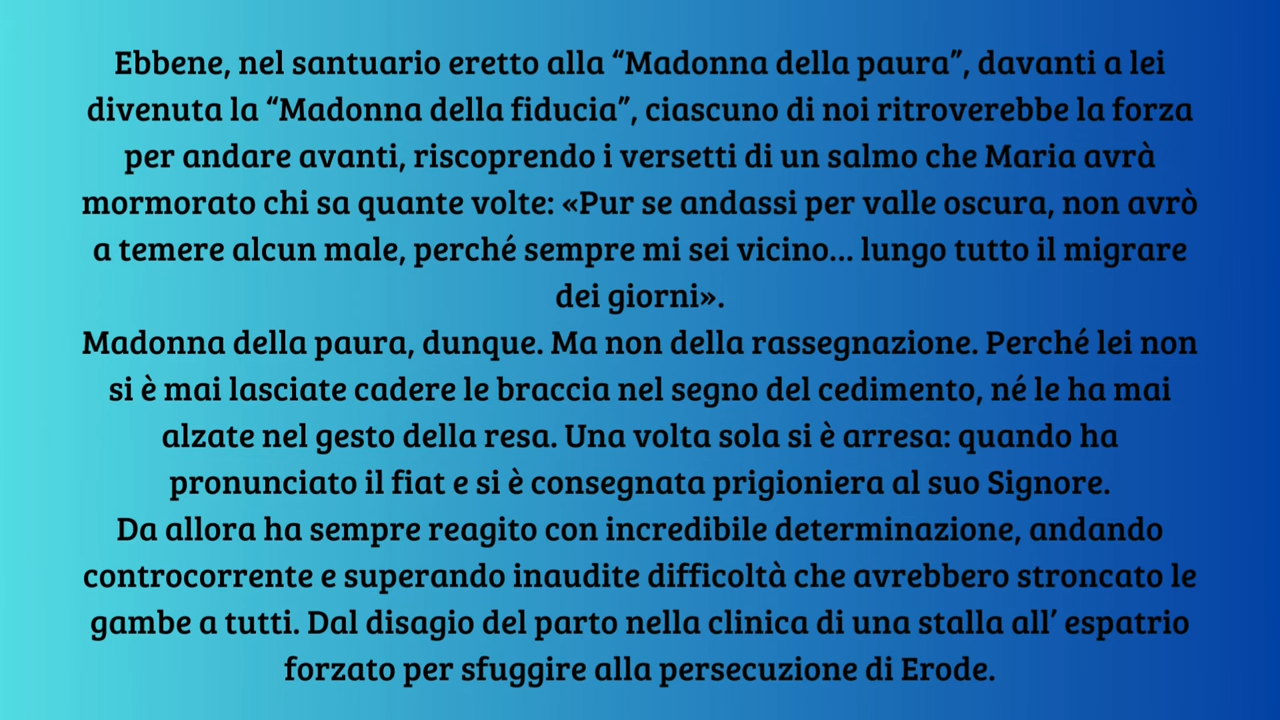 Ebbene, nel santuario eretto alla “Madonna della paura”, davanti a lei
divenuta la “Madonna della fiducia”, ciascuno di noi ritroverebbe la forza
per andare avanti, riscoprendo i versetti di un salmo che Maria avrà
mormorato chi sa quante volte: «Pur se andassi per valle oscura, non avrò
a temere alcun male, perché sempre mi sei vicino... lungo tutto il migrare
dei giorni».
Madonna della paura, dunque. Ma non della rassegnazione. Perché lei non
si è mai lasciate cadere le braccia nel segno del cedimento, né le ha mai
alzate nel gesto della resa. Una volta sola si è arresa: quando ha
pronunciato il fiat e si è consegnata prigioniera al suo Signore.
Da allora ha sempre reagito con incredibile determinazione, andando
controcorrente e superando inaudite difficoltà che avrebbero stroncato le
gambe a tutti. Dal disagio del parto nella clinica di una stalla all’ espatrio
forzato per sfuggire alla persecuzione di Erode.